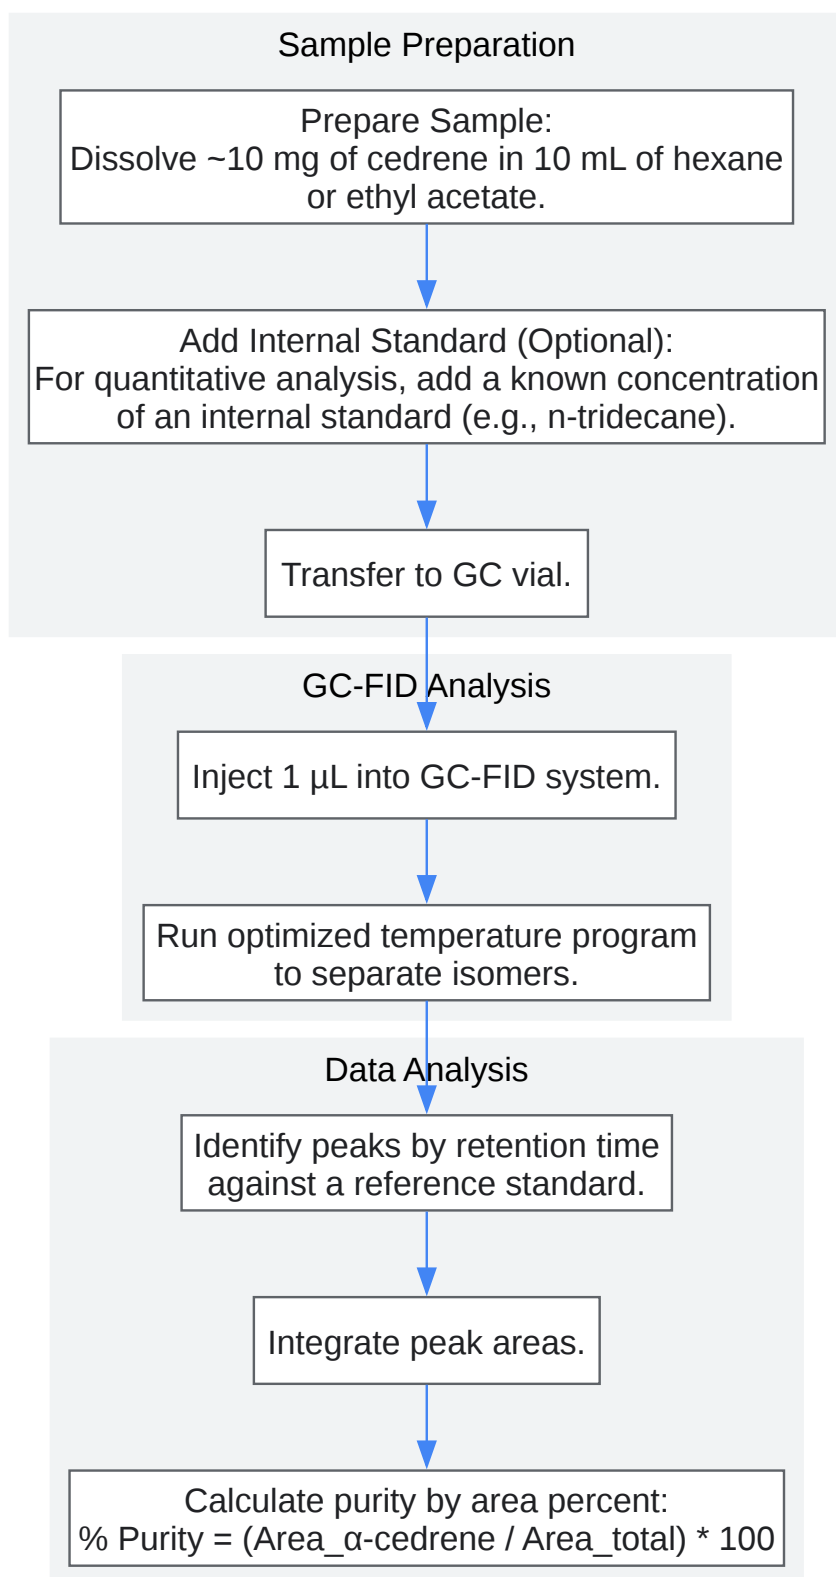 Sample Preparation
Prepare Sample:
Dissolve ~10 mg of cedrene in 10 mL of hexane
or ethyl acetate.
Add Internal Standard (Optional):
For quantitative analysis, add a known concentration
of an internal standard (e.g., n-tridecane).
Transfer to GC vial.
GC-FID Analysis
Inject 1 µL into GC-FID system.
Run optimized temperature program
to separate isomers.
Data Analysis
Identify peaks by retention time
against a reference standard.
Integrate peak areas.
Calculate purity by area percent:
% Purity = (Area_α-cedrene / Area_total) * 100